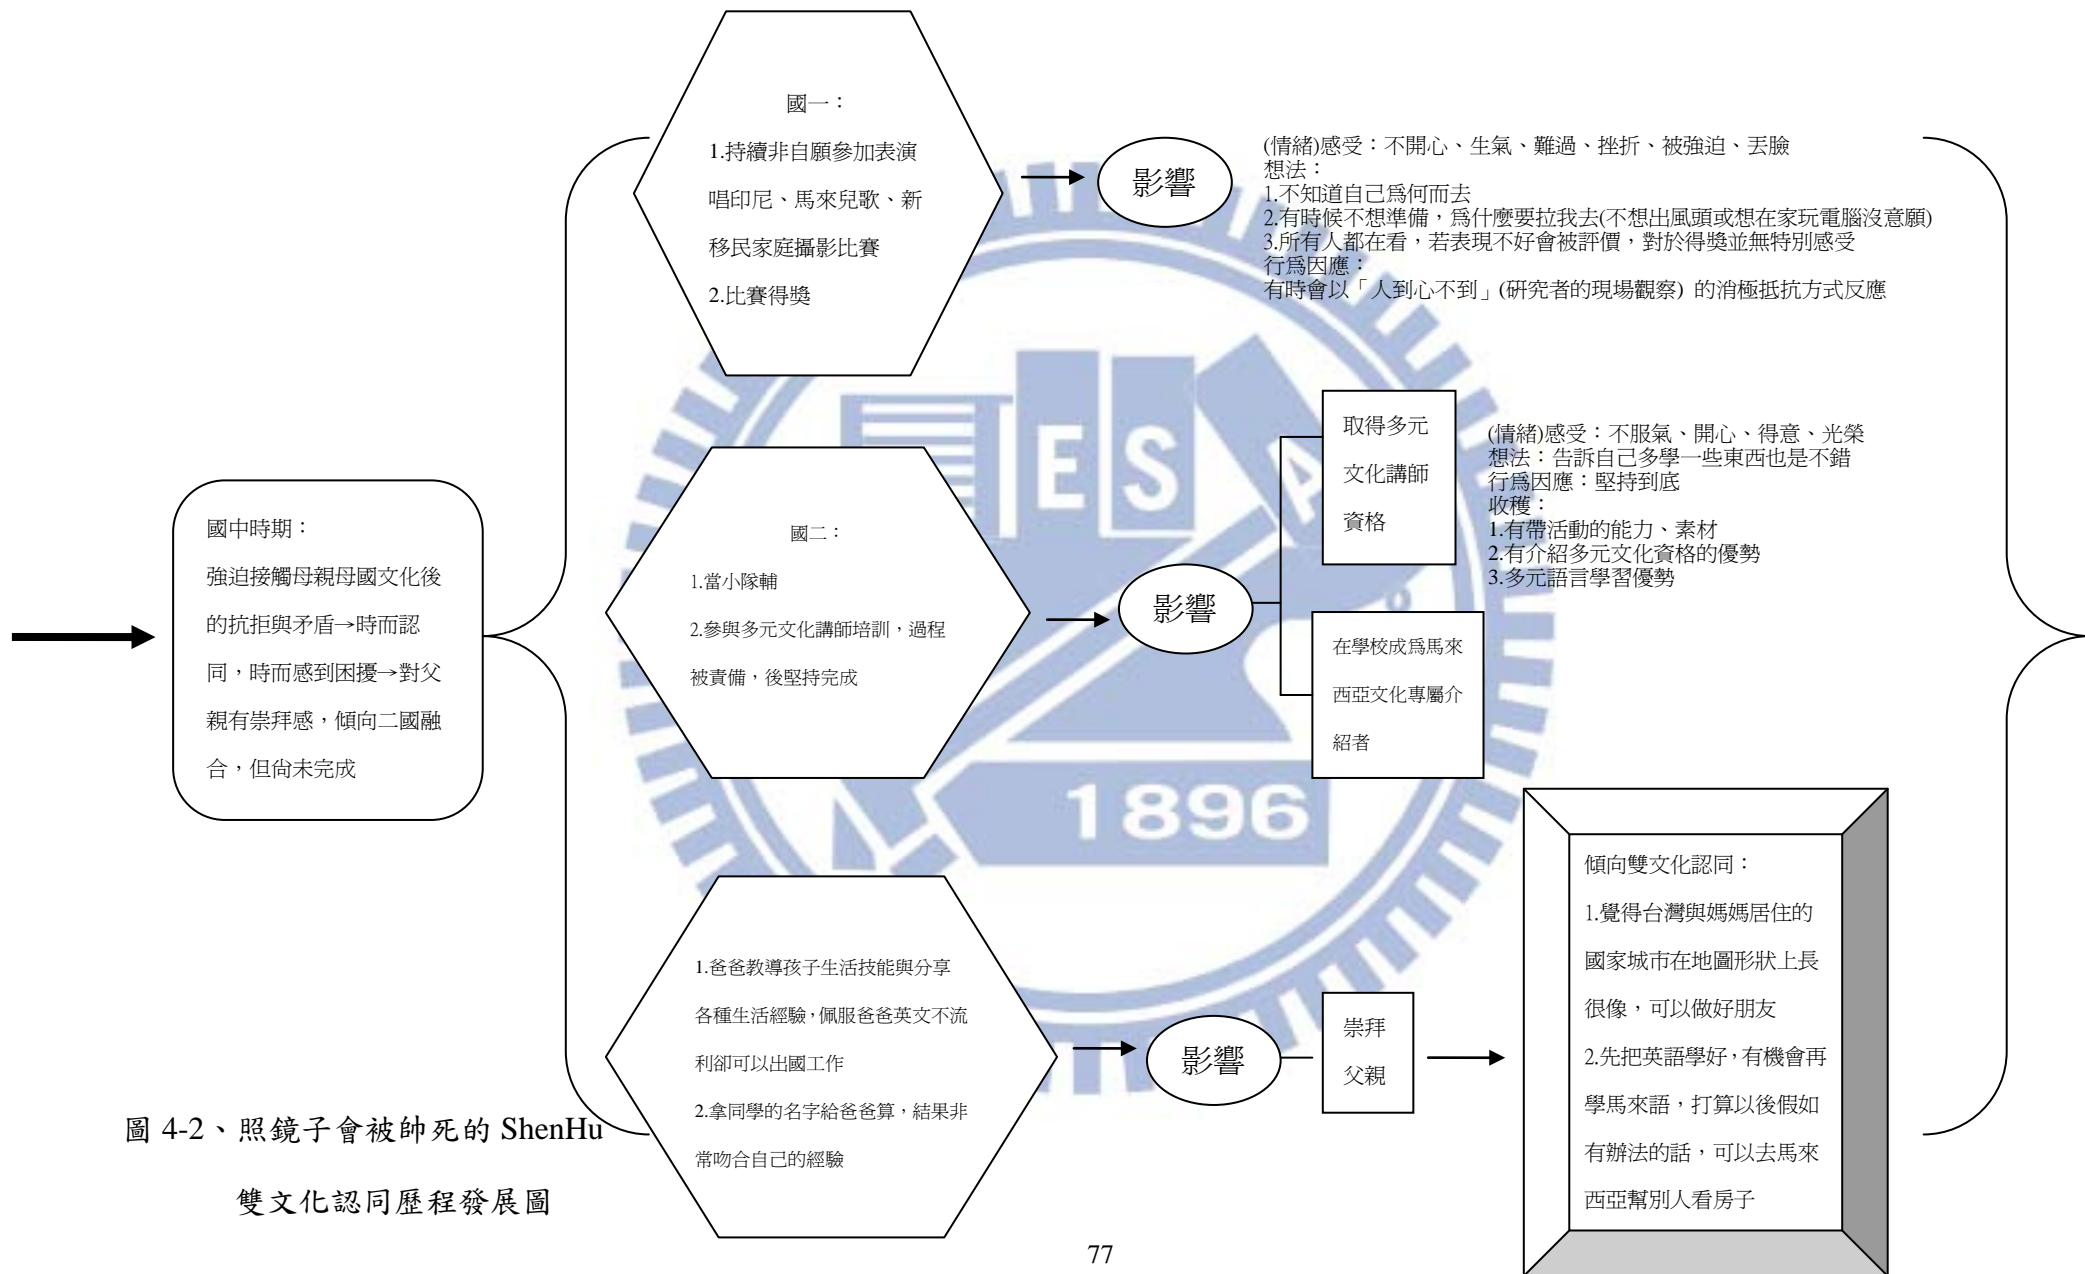 國中時期：
強迫接觸母親母國文化後
的抗拒與矛盾→時而認
同，時而感到困擾→對父
親有崇拜感，傾向二國融
合，但尚未完成
國一：
1.持續非自願參加表演
唱印尼、馬來兒歌、新
移民家庭攝影比賽
2.比賽得獎
影響
(情緒)感受：不開心、生氣、難過、挫折、被強迫、丟臉
想法：
1.不知道自己為何而去
2.有時候不想準備，為什麼要拉我去(不想出風頭或想在家玩電腦沒意願)
3.所有人都在看，若表現不好會被評價，對於得獎並無特別感受
行為因應：
有時會以「人到心不到」(研究者的現場觀察) 的消極抵抗方式反應
國二：
1.當小隊輔
2.參與多元文化講師培訓，過程
被責備，後堅持完成
影響
取得多元
文化講師
資格
在學校成為馬來
西亞文化專屬介
紹者
(情緒)感受：不服氣、開心、得意、光榮
想法：告訴自己多學一些東西也是不錯
行為因應：堅持到底
收穫：
1.有帶活動的能力、素材
2.有介紹多元文化資格的優勢
3.多元語言學習優勢
1.爸爸教導孩子生活技能與分享
各種生活經驗，佩服爸爸英文不流
利卻可以出國工作
2.拿同學的名字給爸爸算，結果非
常吻合自己的經驗
影響
崇拜
父親
傾向雙文化認同：
1.覺得台灣與媽媽居住的
國家城市在地圖形狀上長
很像，可以做好朋友
2.先把英語學好，有機會再
學馬來語，打算以後假如
有辦法的話，可以去馬來
西亞幫別人看房子
ES A
1896
圖 4-2、照鏡子會被帥死的 ShenHu
雙文化認同歷程發展圖
77